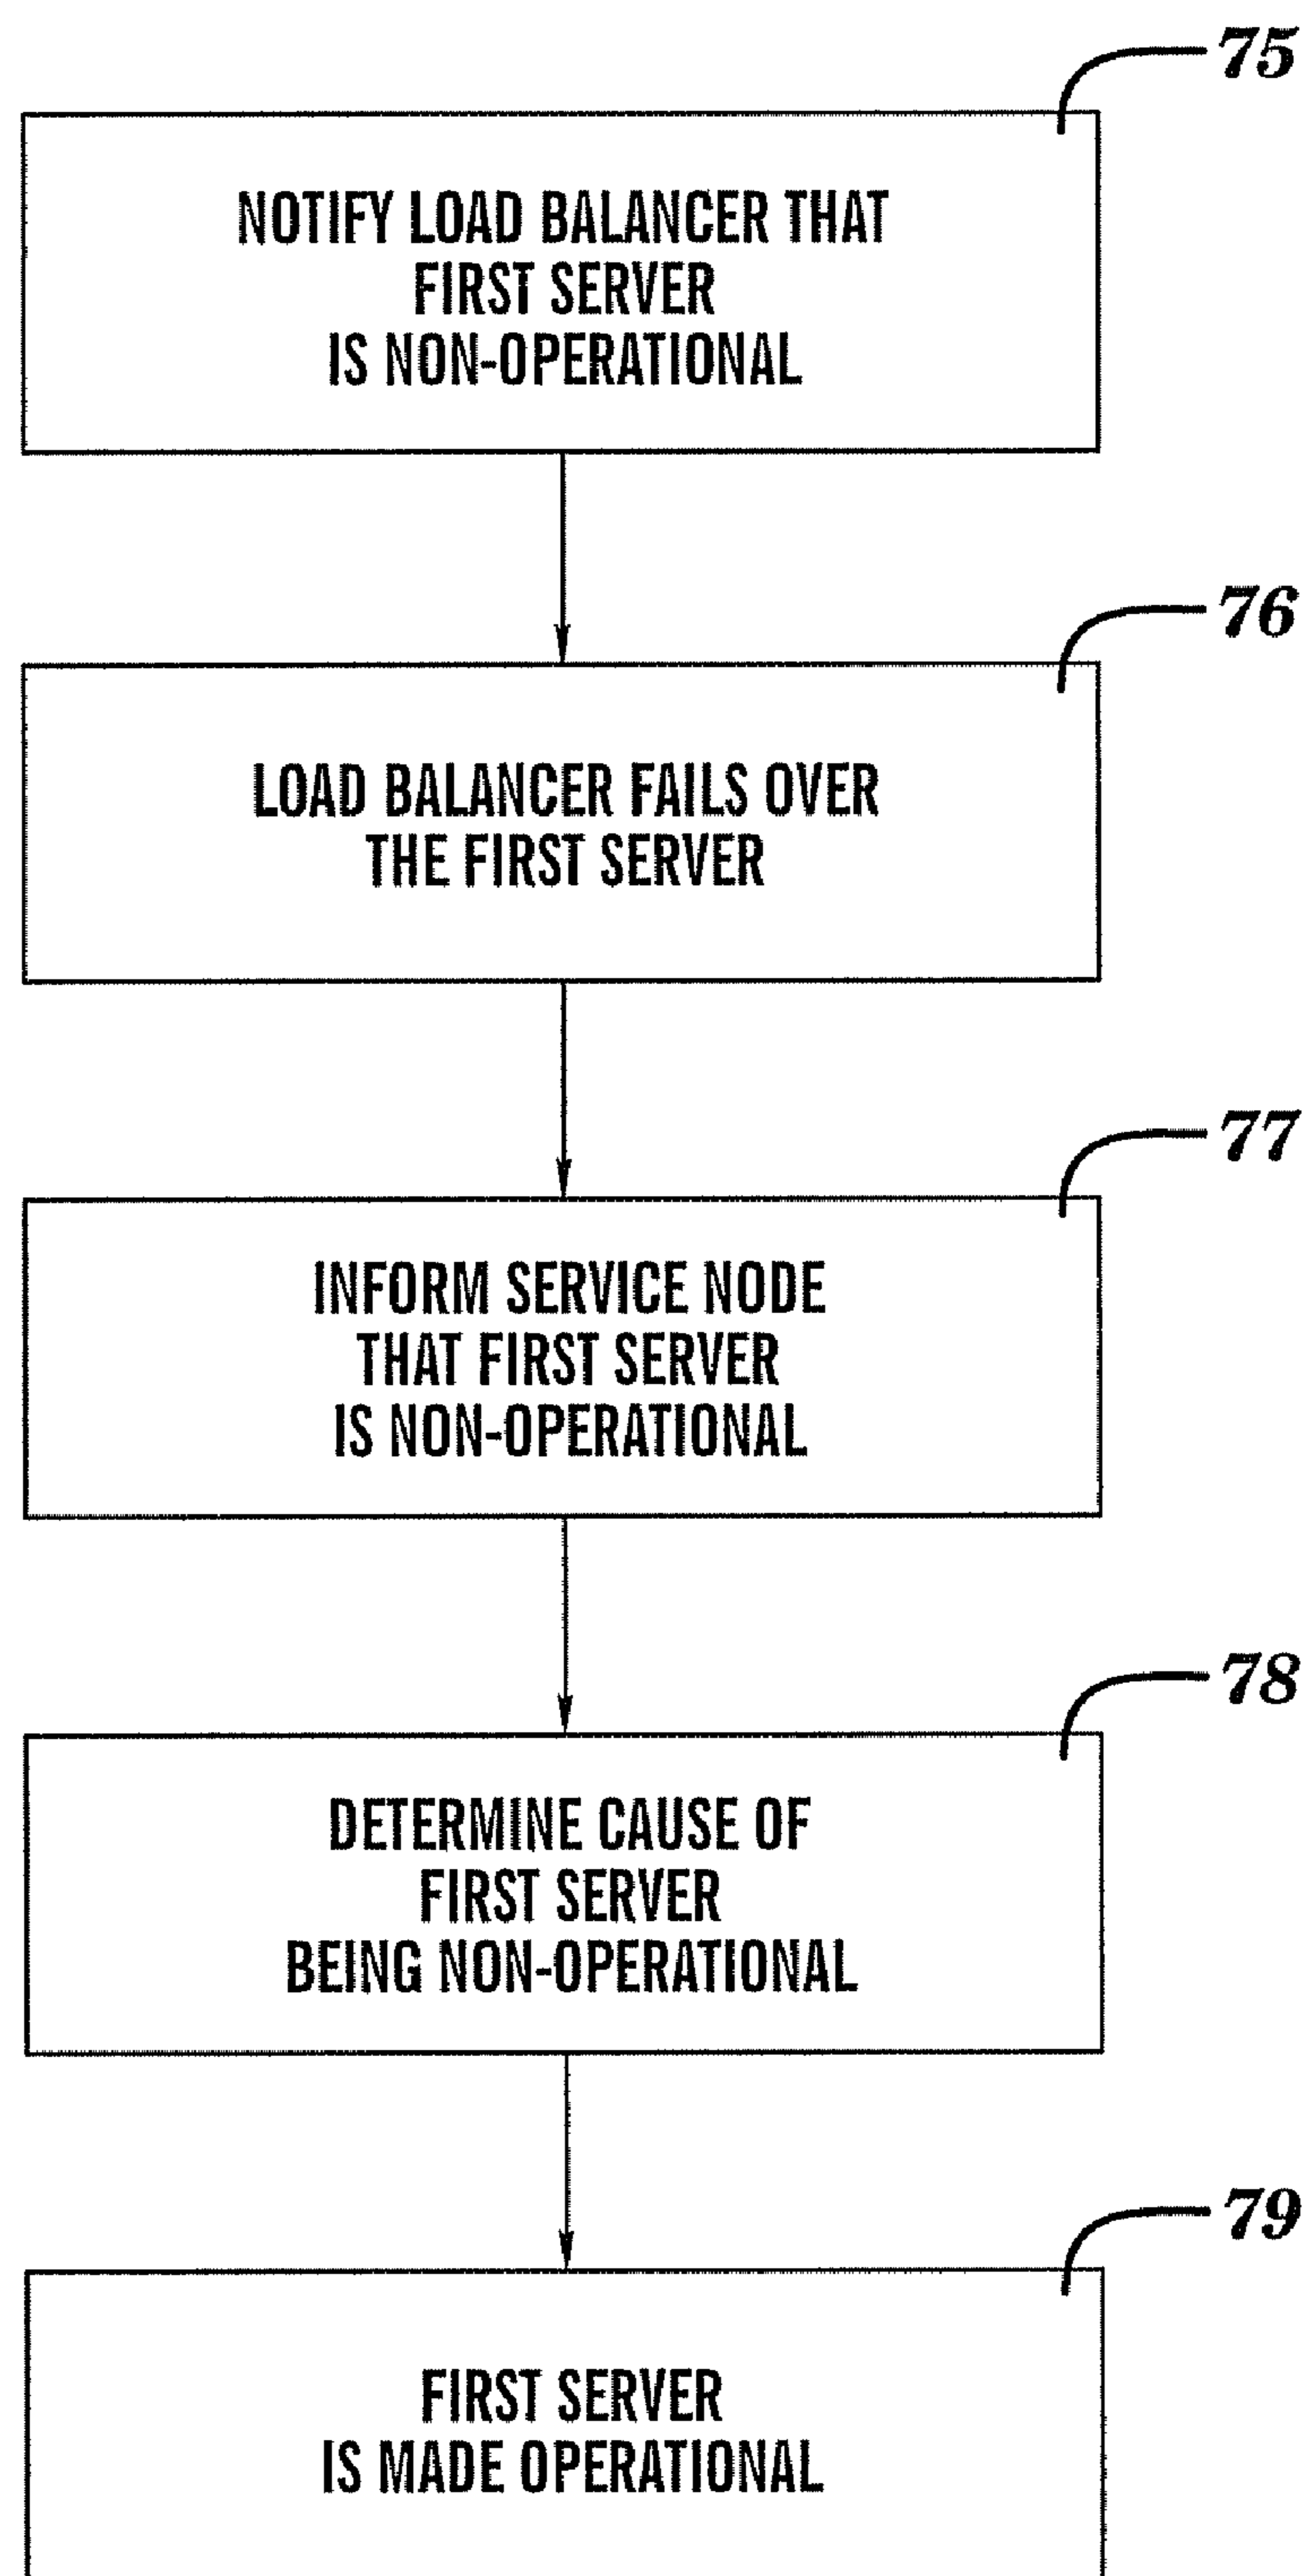 75
NOTIFY LOAD BALANCER THAT
FIRST SERVER
IS NON-OPERATIONAL
76
LOAD BALANCER FAILS OVER
THE FIRST SERVER
77
INFORM SERVICE NODE
THAT FIRST SERVER
IS NON-OPERATIONAL
78
DETERMINE CAUSE OF
FIRST SERVER
BEING NON-OPERATIONAL
79
FIRST SERVER
IS MADE OPERATIONAL